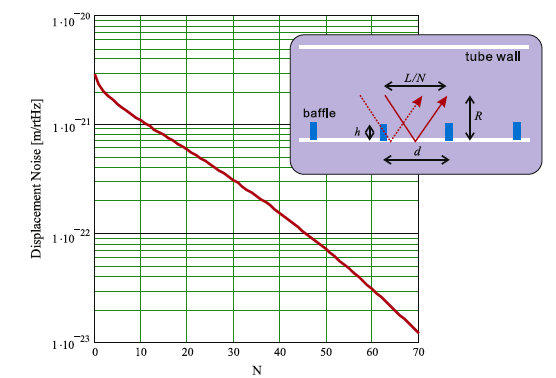 1·10⁻²⁰
tube wall
L/N
baffle
R
h
d
1·10⁻²¹
Displacement Noise [m/rtHz]
1·10⁻²²
1·10⁻²³
0 10 20 30 40 50 60 70
N